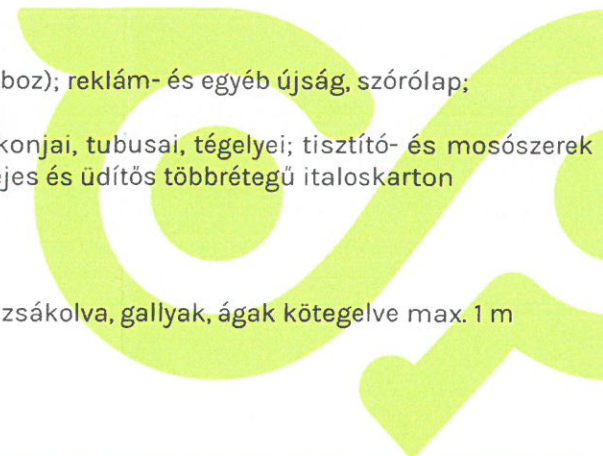 boz); reklám- és egyéb újság, szórólap;
konjai, tubusai, tégelyei; tisztító- és mosószerek
ejes és üdítős többrétegű italoskarton
zsákolva, gallyak, ágak kötegelve max. 1 m